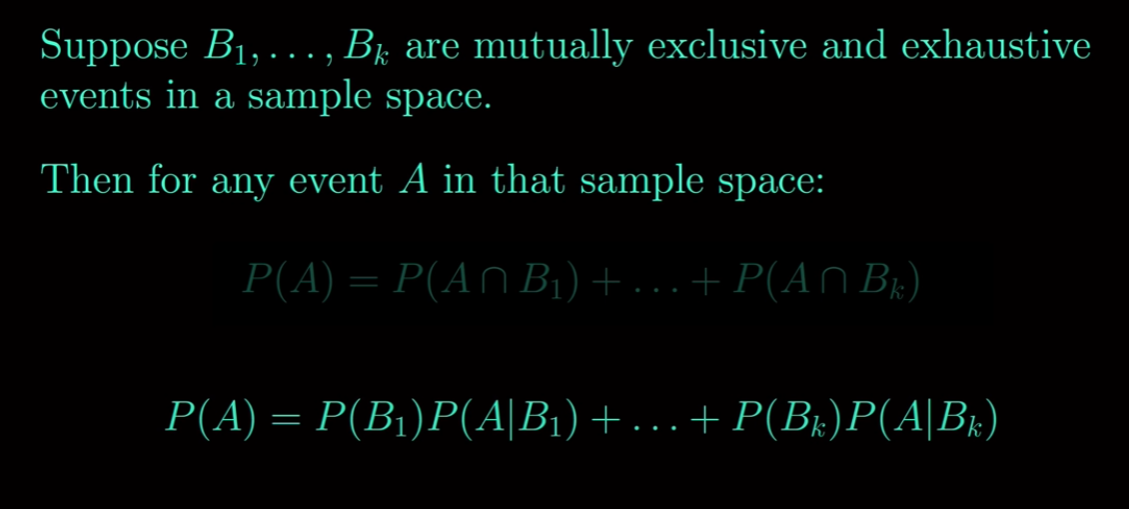 Suppose B₁, . . . , Bₖ are mutually exclusive and exhaustive
events in a sample space.
Then for any event A in that sample space:
P(A) = P(A ∩ B₁) + . . . + P(A ∩ Bₖ)
P(A) = P(B₁)P(A|B₁) + . . . + P(Bₖ)P(A|Bₖ)